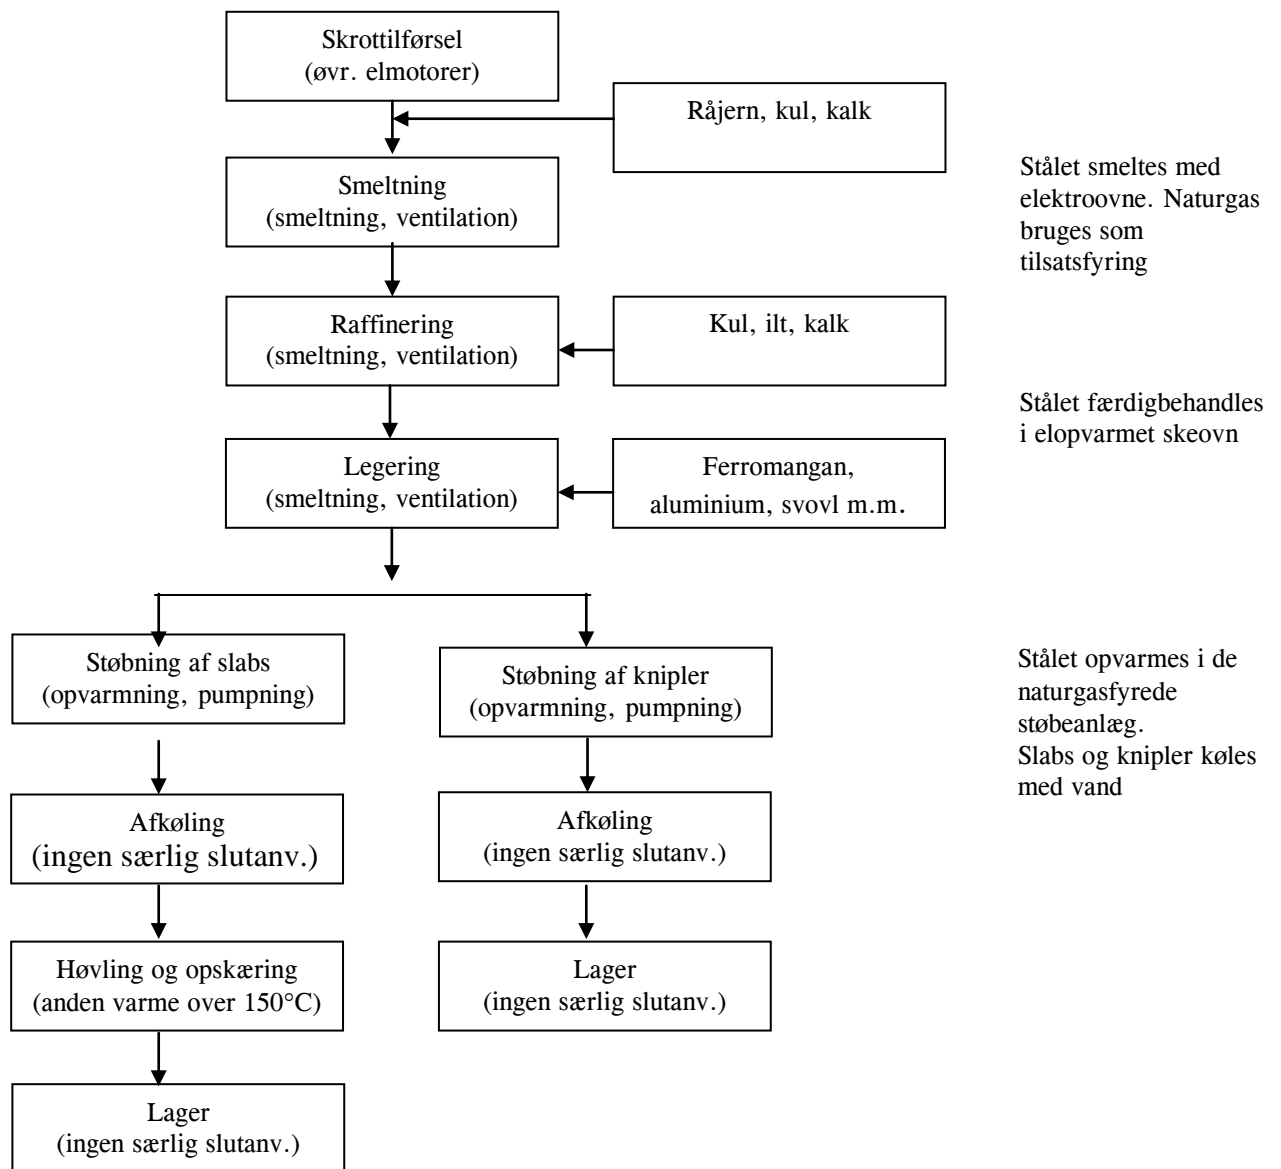 Skrottilførsel
(øvr. elmotorer)
Råjern, kul, kalk
Smeltning
(smeltning, ventilation)
Stålet smeltes med
elektroovne. Naturgas
bruges som
tilsatsfyring
Raffinering
(smeltning, ventilation)
Kul, ilt, kalk
Stålet færdigbehandles
i elopvarmet skeovn
Legering
(smeltning, ventilation)
Ferromangan,
aluminium, svovl m.m.
Støbning af slabs
(opvarmning, pumpning)
Støbning af knipler
(opvarmning, pumpning)
Stålet opvarmes i de
naturgasfyrede
støbeanlæg.
Slabs og knipler køles
med vand
Afkøling
(ingen særlig slutanv.)
Afkøling
(ingen særlig slutanv.)
Høvling og opskæring
(anden varme over 150°C)
Lager
(ingen særlig slutanv.)
Lager
(ingen særlig slutanv.)